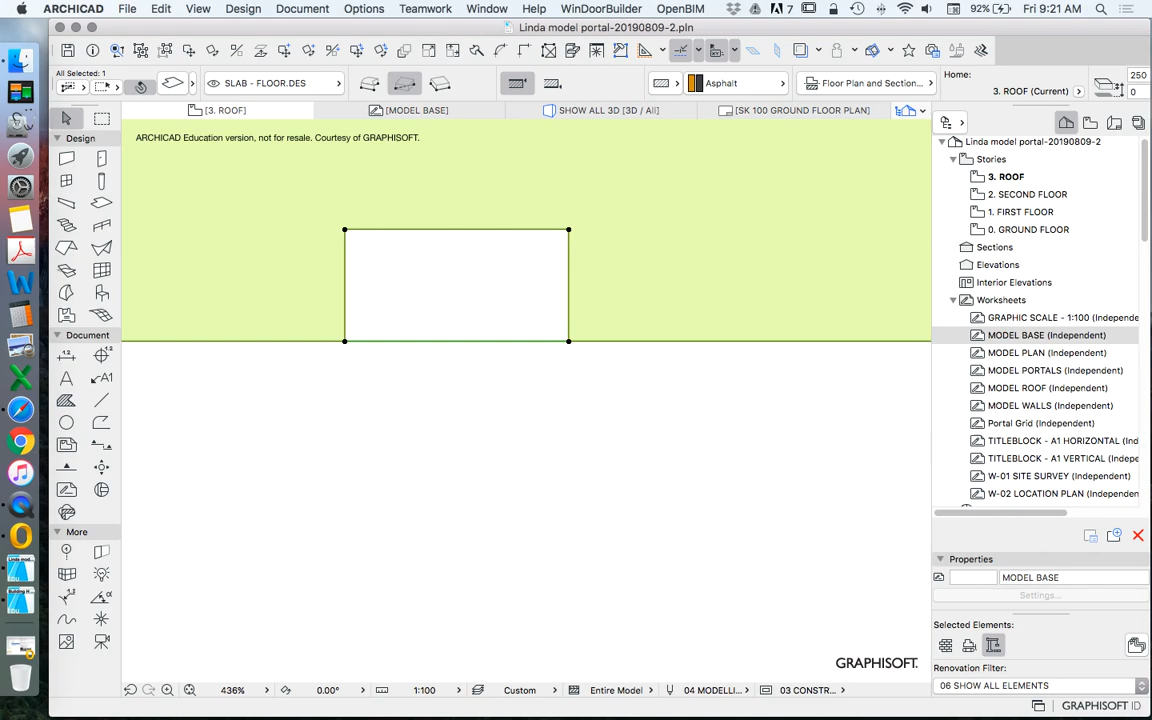 ARCHICAD File Edit View Design Document Options Teamwork Window WinDoorBuilder OpenBIM Help 7 92% Fri 9:21 AM
Linda model portal-20190809-2.pln
All Selected: 1
SLAB - FLOOR.DES
Asphalt
Floor Plan and Section...
Home:
3. ROOF (Current)
250
0
[3. ROOF]
[MODEL BASE]
SHOW ALL 3D [3D / All]
[SK 100 GROUND FLOOR PLAN]
ARCHICAD Education version, not for resale. Courtesy of GRAPHISOFT.
Design
Document
More
Linda model portal-20190809-2
Stories
3. ROOF
2. SECOND FLOOR
1. FIRST FLOOR
0. GROUND FLOOR
Sections
Elevations
Interior Elevations
Worksheets
GRAPHIC SCALE - 1:100 (Independe
MODEL BASE (Independent)
MODEL PLAN (Independent)
MODEL PORTALS (Independent)
MODEL ROOF (Independent)
MODEL WALLS (Independent)
Portal Grid (Independent)
TITLEBLOCK - A1 HORIZONTAL (Ind
TITLEBLOCK - A1 VERTICAL (Indepe
W-01 SITE SURVEY (Independent)
W-02 LOCATION PLAN (Independen
Properties
MODEL BASE
Settings...
Selected Elements:
Renovation Filter:
06 SHOW ALL ELEMENTS
GRAPHISOFT.
436%
0.00°
1:100
Custom
Entire Model
04 MODELLI...
03 CONSTR...
GRAPHISOFT ID